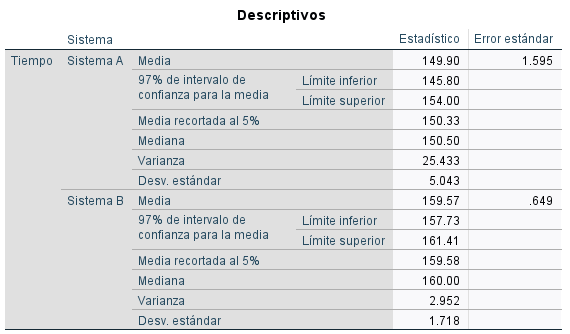 Descriptivos
Sistema Estadístico Error estándar
Tiempo Sistema A Media 149.90 1.595
97% de intervalo de confianza para la media Límite inferior 145.80
Límite superior 154.00
Media recortada al 5% 150.33
Mediana 150.50
Varianza 25.433
Desv. estándar 5.043
Sistema B Media 159.57 .649
97% de intervalo de confianza para la media Límite inferior 157.73
Límite superior 161.41
Media recortada al 5% 159.58
Mediana 160.00
Varianza 2.952
Desv. estándar 1.718